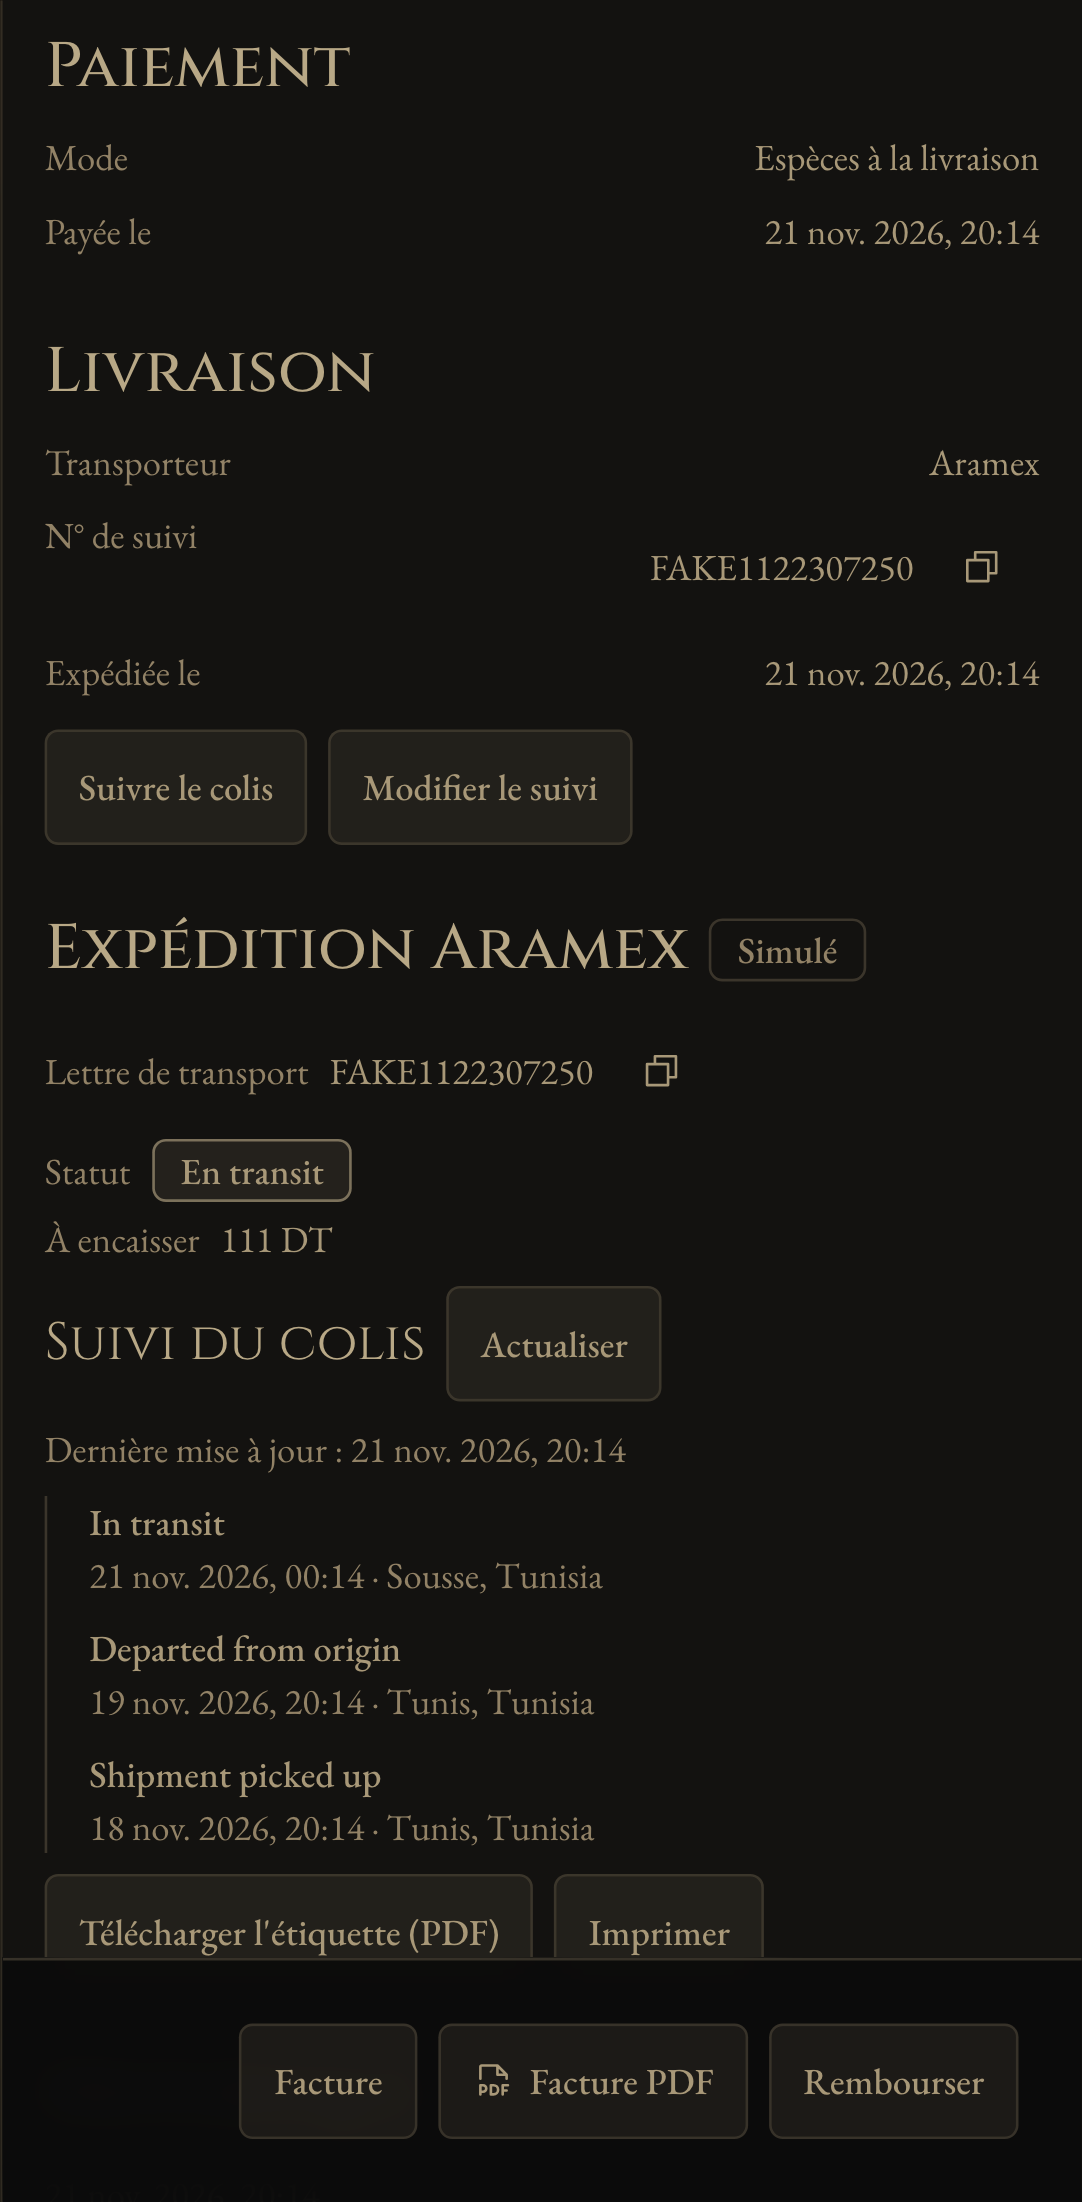 Paiement
Mode Espèces à la livraison
Payée le 21 nov. 2026, 20:14
Livraison
Transporteur Aramex
N° de suivi
FAKE1122307250
Expédiée le 21 nov. 2026, 20:14
Suivre le colis Modifier le suivi
Expédition Aramex Simulé
Lettre de transport FAKE1122307250
Statut En transit
À encaisser 111 DT
Suivi du colis Actualiser
Dernière mise à jour : 21 nov. 2026, 20:14
In transit
21 nov. 2026, 00:14 · Sousse, Tunisia
Departed from origin
19 nov. 2026, 20:14 · Tunis, Tunisia
Shipment picked up
18 nov. 2026, 20:14 · Tunis, Tunisia
Télécharger l'étiquette (PDF) Imprimer
Facture PDF Facture PDF Rembourser